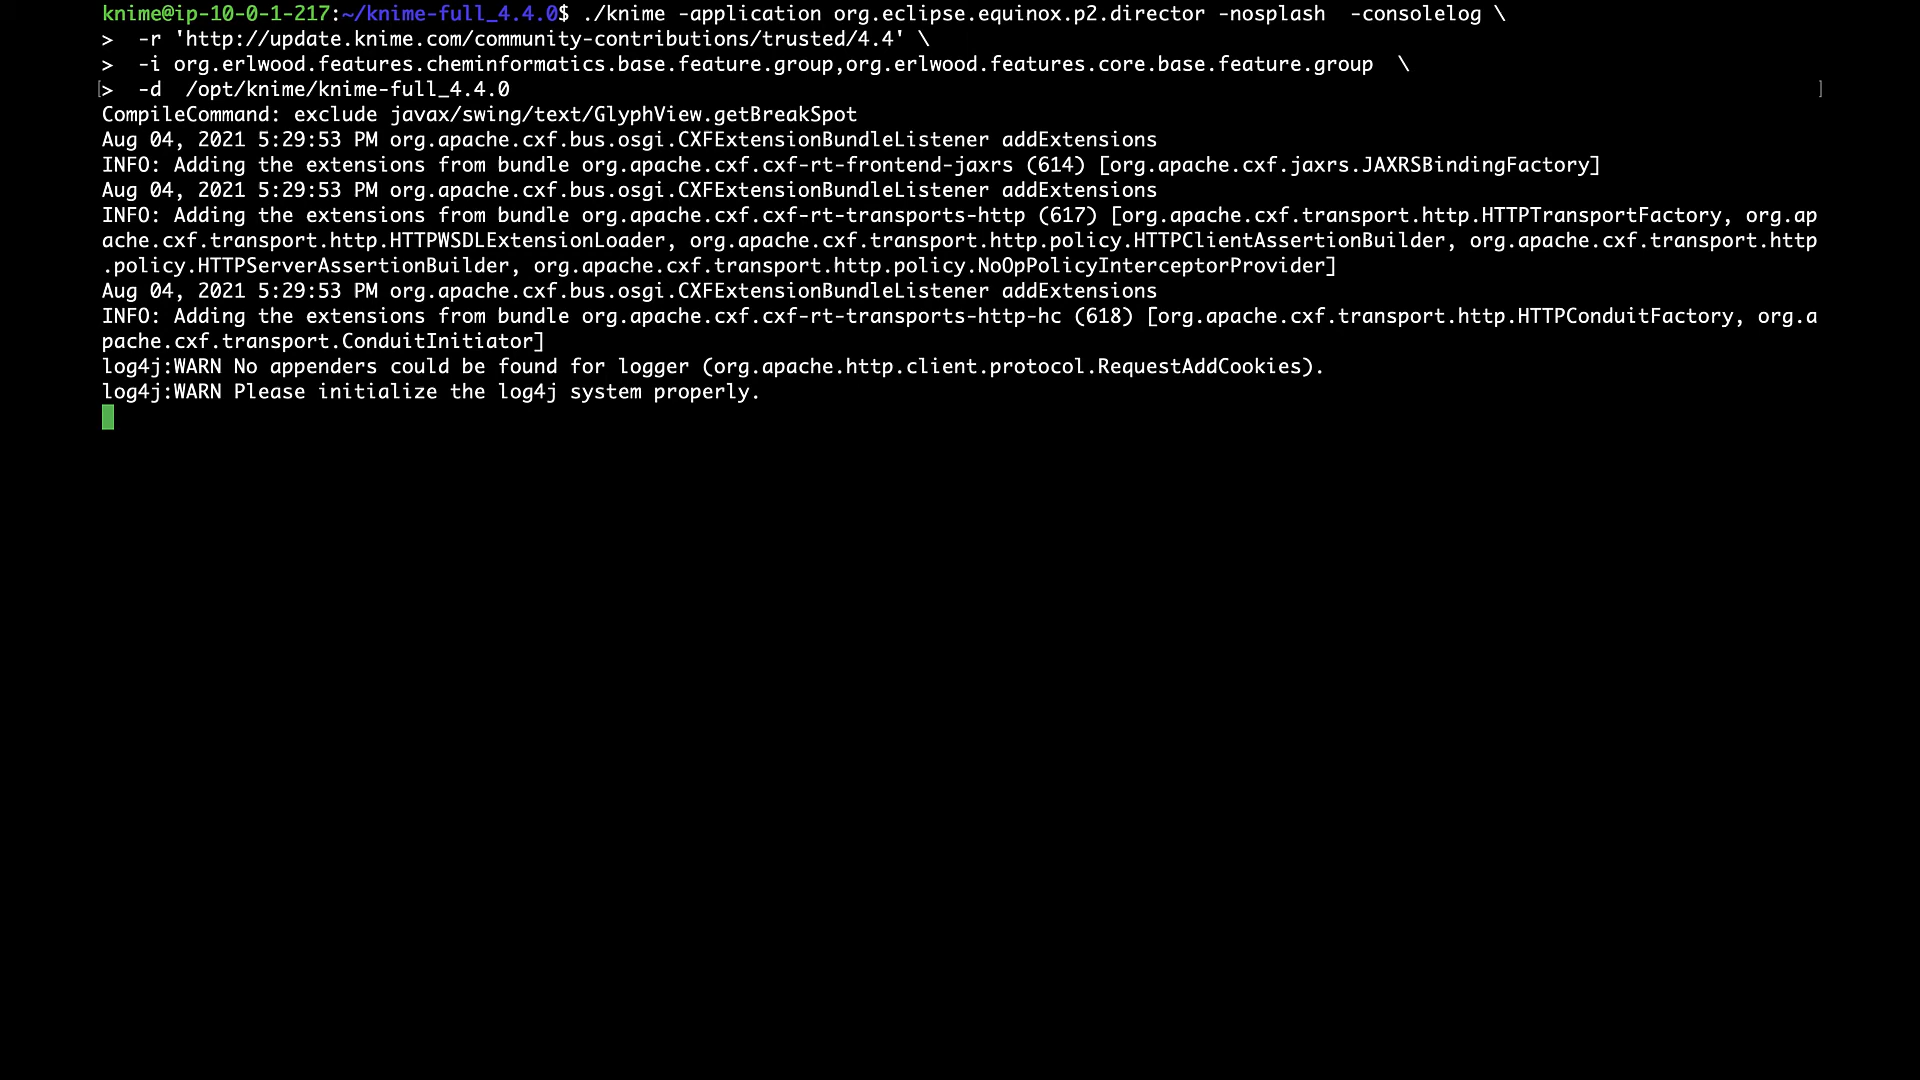 knime@ip-10-0-1-217:~/knime-full_4.4.0$ ./knime -application org.eclipse.equinox.p2.director -nosplash  -consolelog \
>  -r 'http://update.knime.com/community-contributions/trusted/4.4' \
>  -i org.erlwood.features.cheminformatics.base.feature.group,org.erlwood.features.core.base.feature.group  \
[>  -d  /opt/knime/knime-full_4.4.0 ]
CompileCommand: exclude javax/swing/text/GlyphView.getBreakSpot
Aug 04, 2021 5:29:53 PM org.apache.cxf.bus.osgi.CXFExtensionBundleListener addExtensions
INFO: Adding the extensions from bundle org.apache.cxf.cxf-rt-frontend-jaxrs (614) [org.apache.cxf.jaxrs.JAXRSBindingFactory]
Aug 04, 2021 5:29:53 PM org.apache.cxf.bus.osgi.CXFExtensionBundleListener addExtensions
INFO: Adding the extensions from bundle org.apache.cxf.cxf-rt-transports-http (617) [org.apache.cxf.transport.http.HTTPTransportFactory, org.ap
ache.cxf.transport.http.HTTPWSDLExtensionLoader, org.apache.cxf.transport.http.policy.HTTPClientAssertionBuilder, org.apache.cxf.transport.http
.policy.HTTPServerAssertionBuilder, org.apache.cxf.transport.http.policy.NoOpPolicyInterceptorProvider]
Aug 04, 2021 5:29:53 PM org.apache.cxf.bus.osgi.CXFExtensionBundleListener addExtensions
INFO: Adding the extensions from bundle org.apache.cxf.cxf-rt-transports-http-hc (618) [org.apache.cxf.transport.http.HTTPConduitFactory, org.a
pache.cxf.transport.ConduitInitiator]
log4j:WARN No appenders could be found for logger (org.apache.http.client.protocol.RequestAddCookies).
log4j:WARN Please initialize the log4j system properly.